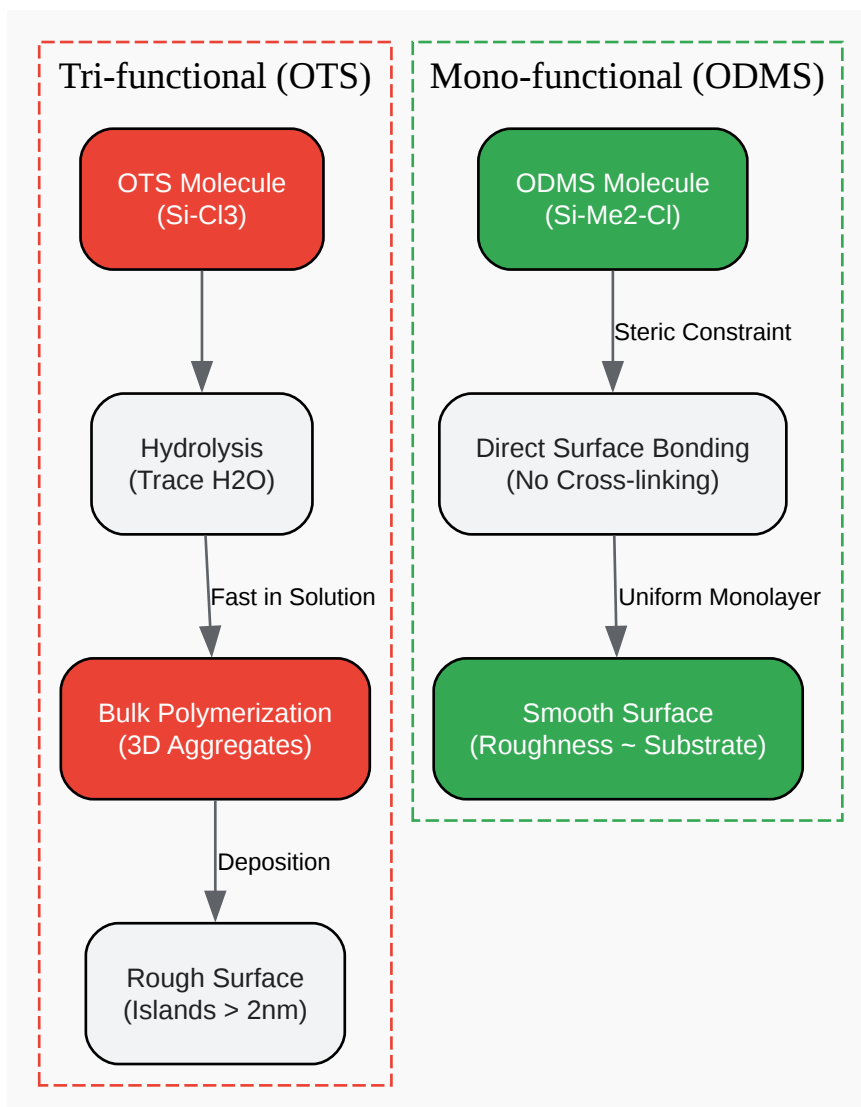 Tri-functional (OTS)
OTS Molecule
(Si-Cl3)
Hydrolysis
(Trace H2O)
Fast in Solution
Bulk Polymerization
(3D Aggregates)
Deposition
Rough Surface
(Islands > 2nm)
Mono-functional (ODMS)
ODMS Molecule
(Si-Me2-Cl)
Steric Constraint
Direct Surface Bonding
(No Cross-linking)
Uniform Monolayer
Smooth Surface
(Roughness ~ Substrate)